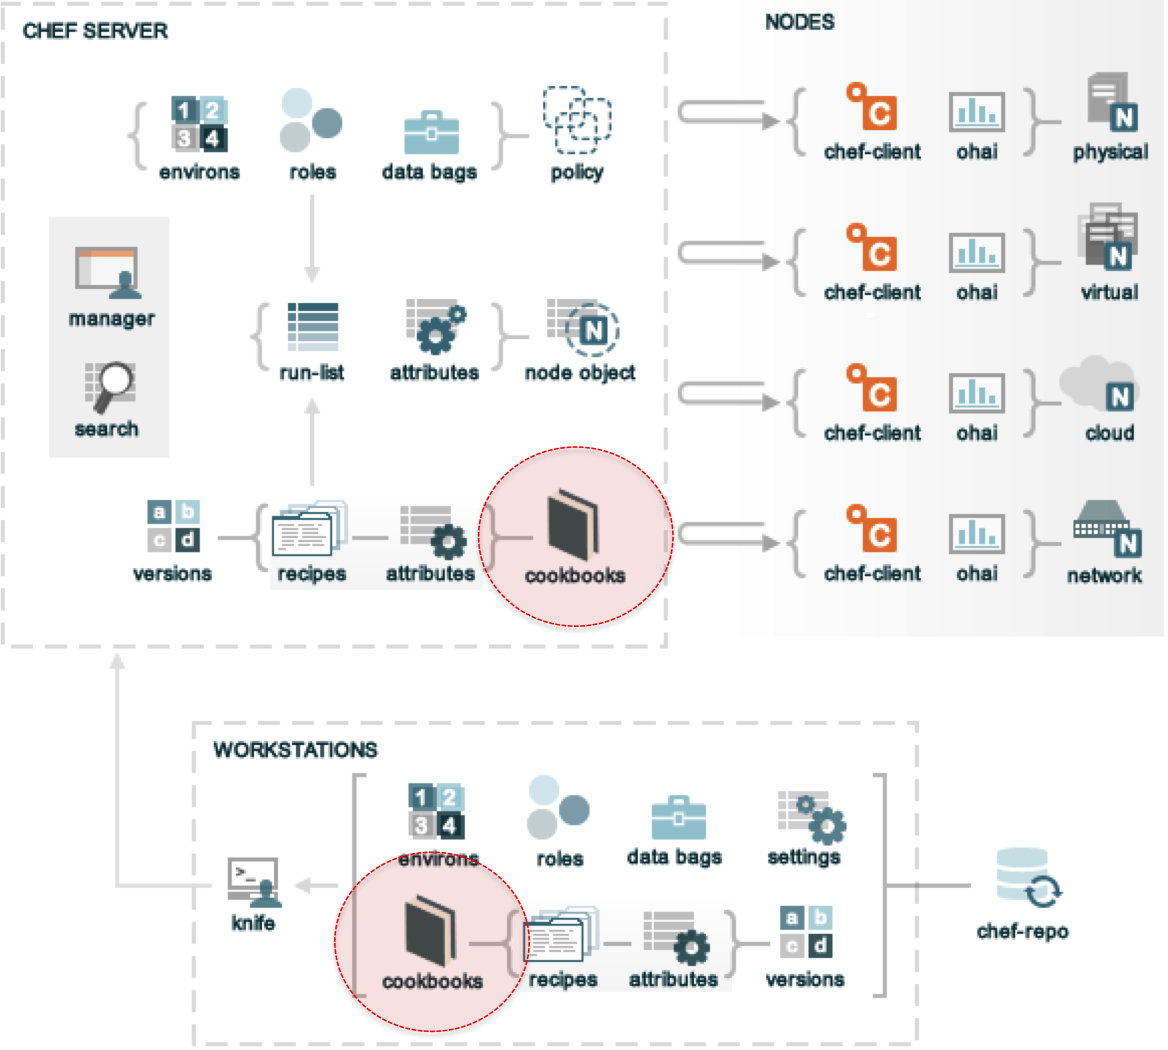 CHEF SERVER
NODES
1 2
3 4
environs
roles
data bags
policy
C
chef-client
ohai
N
physical
manager
search
run-list
attributes
N
node object
C
chef-client
ohai
N
virtual
C
chef-client
ohai
N
cloud
a b
c d
versions
recipes
attributes
cookbooks
C
chef-client
ohai
N
network
WORKSTATIONS
1 2
3 4
environs
roles
data bags
settings
>_
knife
cookbooks
recipes
attributes
a b
c d
versions
chef-repo